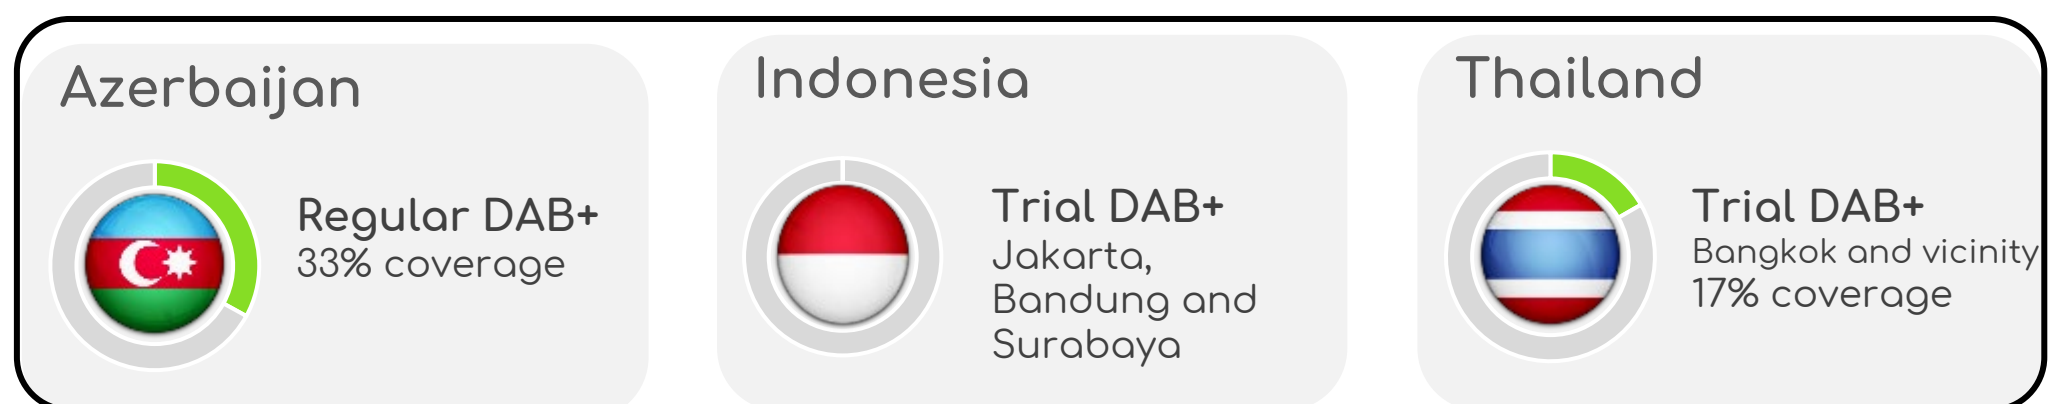 Azerbaijan
Regular DAB+
33% coverage
Indonesia
Trial DAB+
Jakarta,
Bandung and
Surabaya
Thailand
Trial DAB+
Bangkok and vicinity
17% coverage